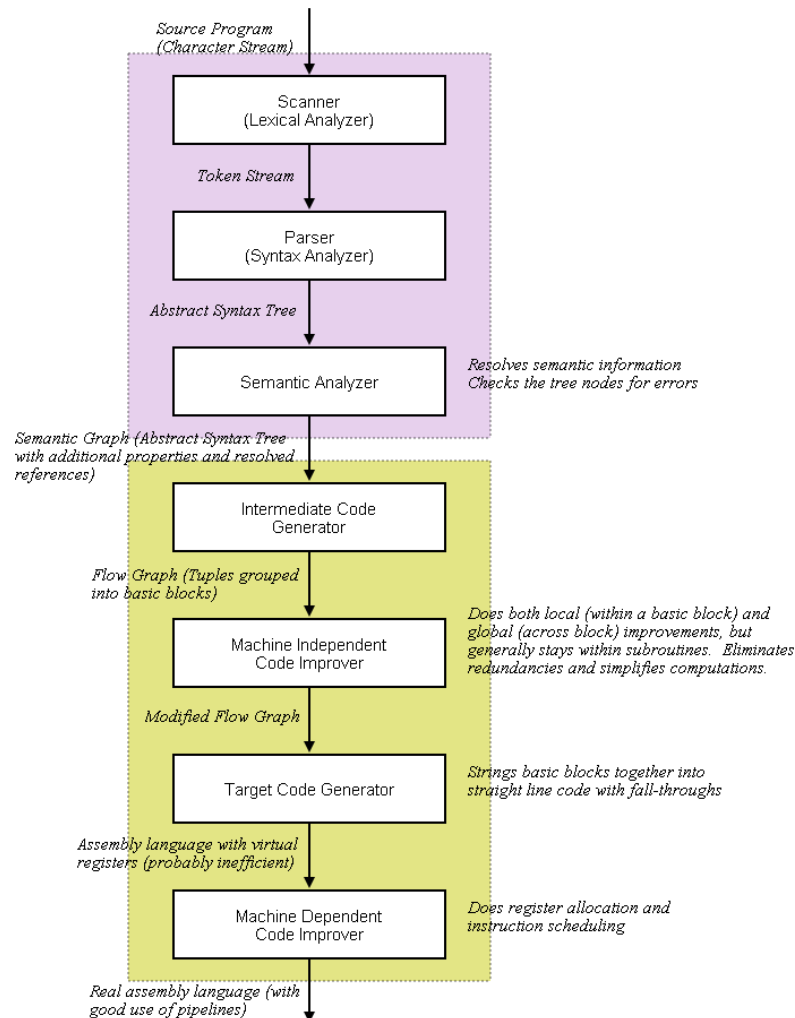 Source Program
(Character Stream)
Scanner
(Lexical Analyzer)
Token Stream
Parser
(Syntax Analyzer)
Abstract Syntax Tree
Semantic Analyzer
Resolves semantic information
Checks the tree nodes for errors
Semantic Graph (Abstract Syntax Tree
with additional properties and resolved
references)
Intermediate Code
Generator
Flow Graph (Tuples grouped
into basic blocks)
Machine Independent
Code Improver
Does both local (within a basic block) and
global (across block) improvements, but
generally stays within subroutines. Eliminates
redundancies and simplifies computations.
Modified Flow Graph
Target Code Generator
Strings basic blocks together into
straight line code with fall-throughs
Assembly language with virtual
registers (probably inefficient)
Machine Dependent
Code Improver
Does register allocation and
instruction scheduling
Real assembly language (with
good use of pipelines)